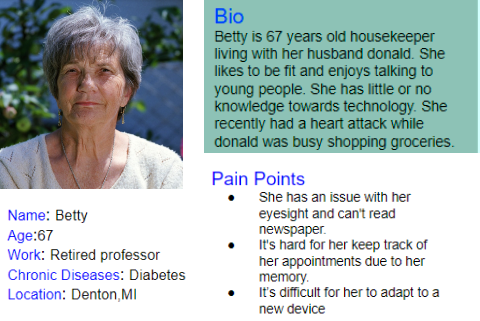 Bio
Betty is 67 years old housekeeper
living with her husband donald. She
likes to be fit and enjoys talking to
young people. She has little or no
knowledge towards technology. She
recently had a heart attack while
donald was busy shopping groceries.
Pain Points
● She has an issue with her
eyesight and can't read
newspaper.
● It's hard for her keep track of
her appointments due to her
memory.
● It's difficult for her to adapt to a
new device
Name: Betty
Age:67
Work: Retired professor
Chronic Diseases: Diabetes
Location: Denton,MI